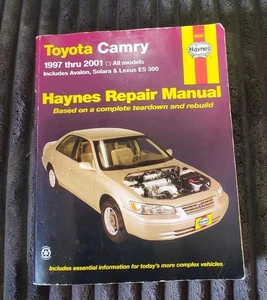 Toyota Camry
1997 thru 2001 □ All models
Includes Avalon, Solara & Lexus ES 300
Haynes
Haynes Repair Manual
Based on a complete teardown and rebuild
Includes essential information for today's more complex vehicles